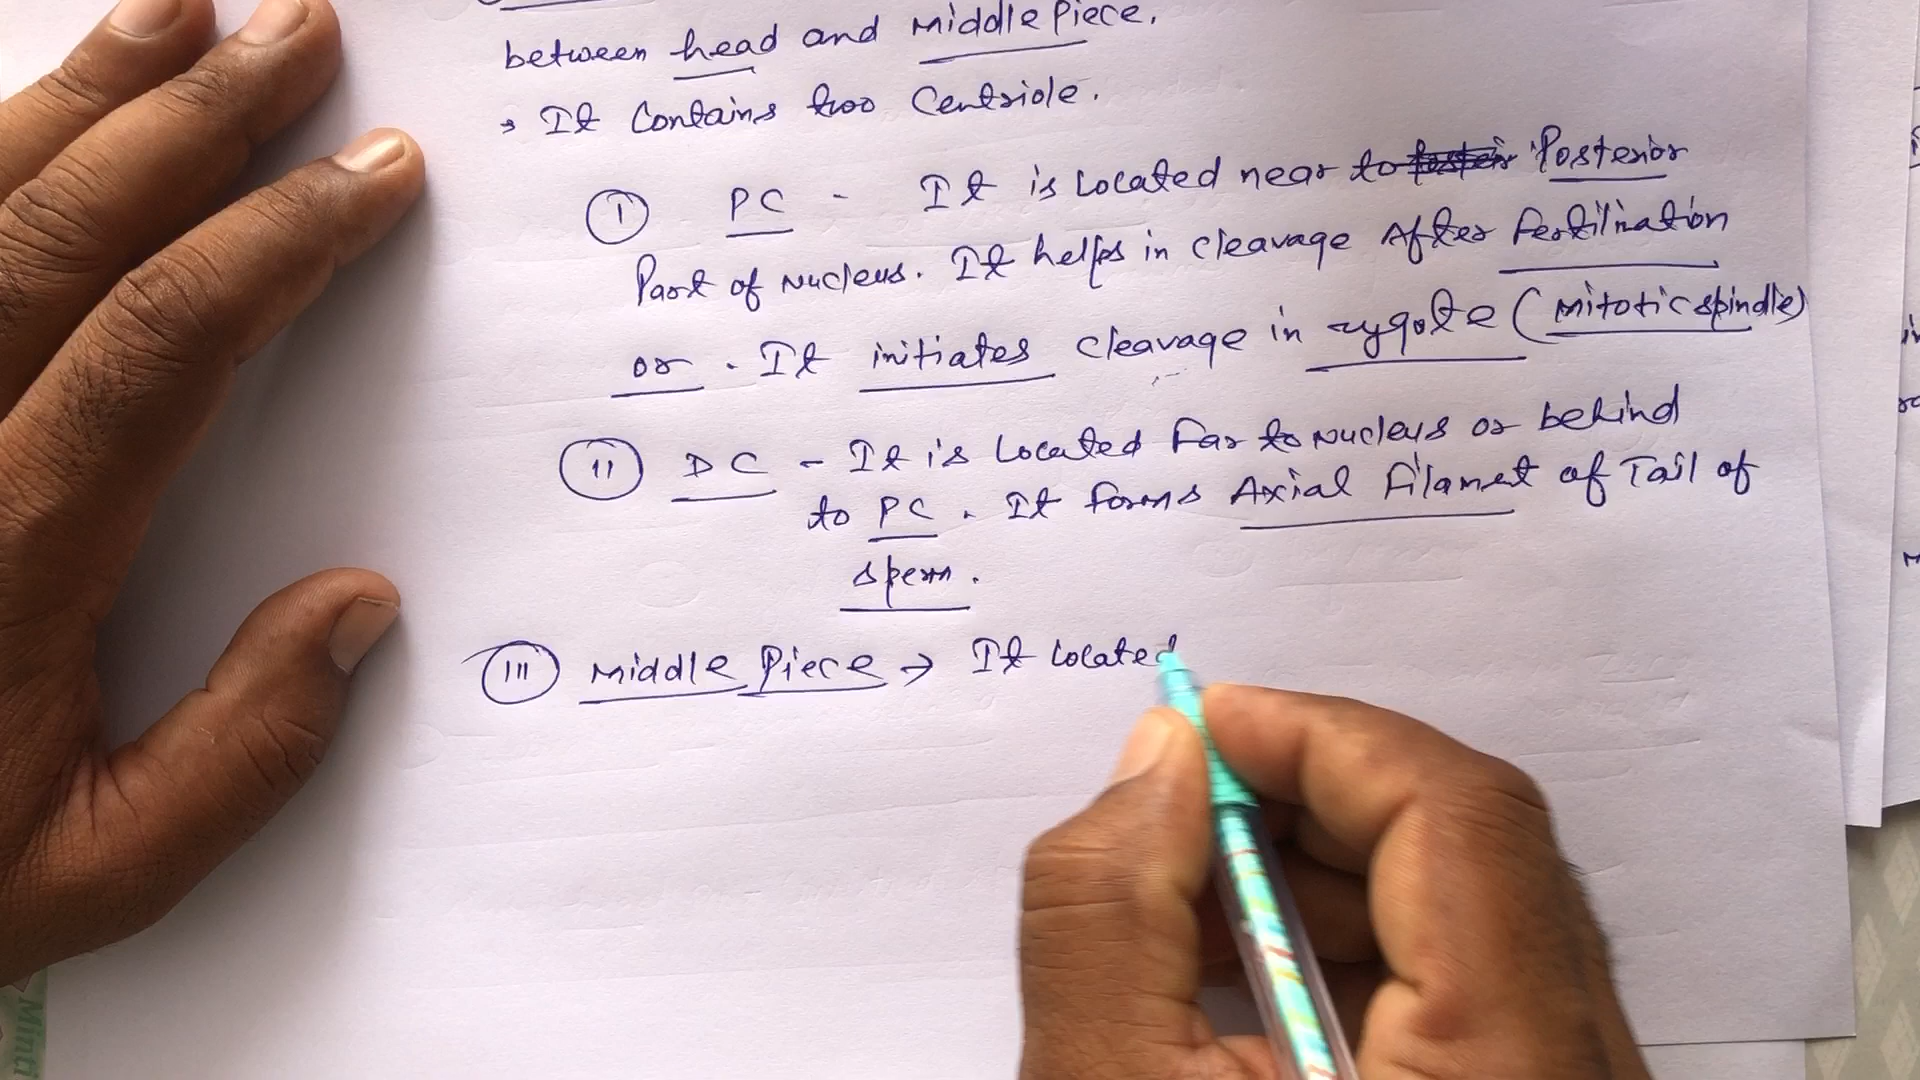 between head and middle piece.
→ It contains two Centriole.
(I) PC - It is located near to Posterior
Part of nucleus. It helps in cleavage After Fertilization
or . It initiates cleavage in zygote (mitotic spindle)
(II) DC - It is located Far to nucleus or behind
to PC . It forms Axial Filament of Tail of
sperm.
(III) middle Piece → It located
Minti